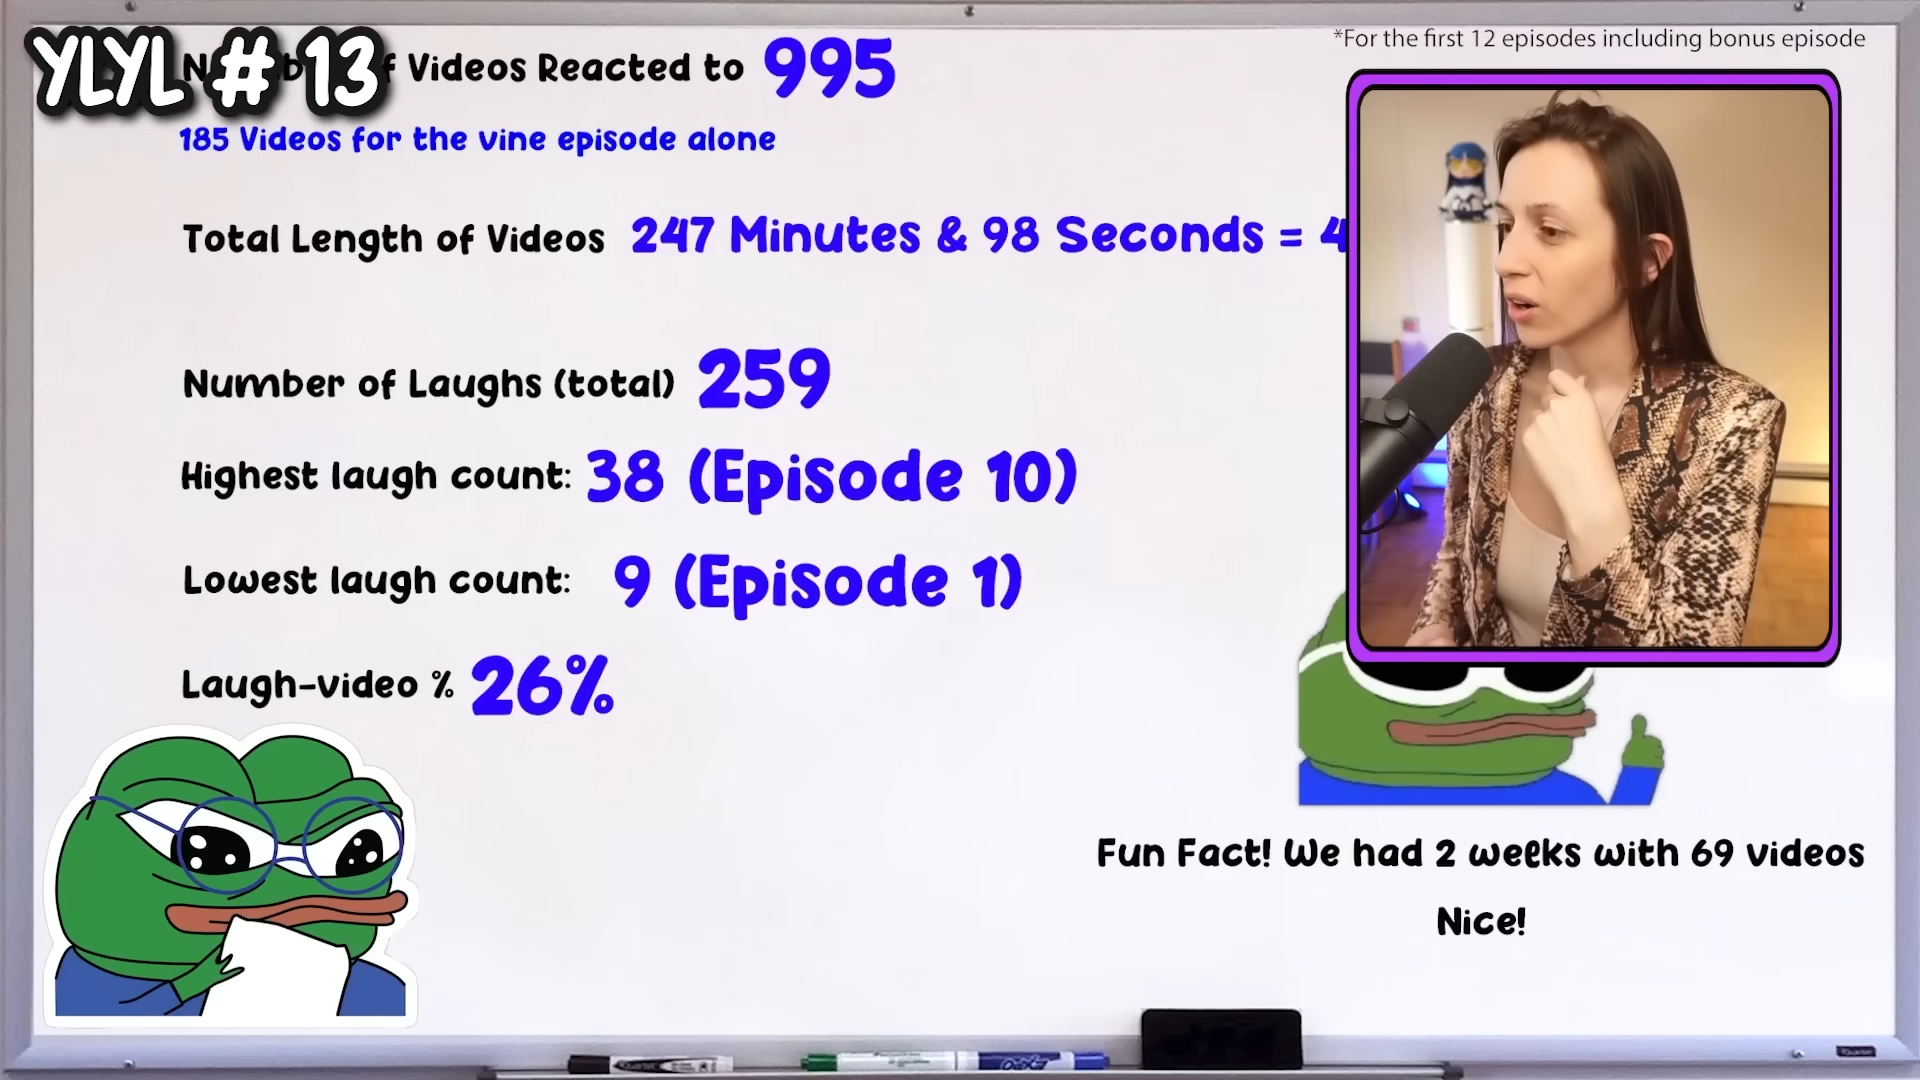 YLYL # 13
Videos Reacted to 995
*For the first 12 episodes including bonus episode
185 Videos for the vine episode alone
Total Length of Videos 247 Minutes & 98 Seconds = 4
Number of Laughs (total) 259
Highest laugh count: 38 (Episode 10)
Lowest laugh count: 9 (Episode 1)
Laugh-video % 26%
Fun Fact! We had 2 weeks with 69 videos
Nice!